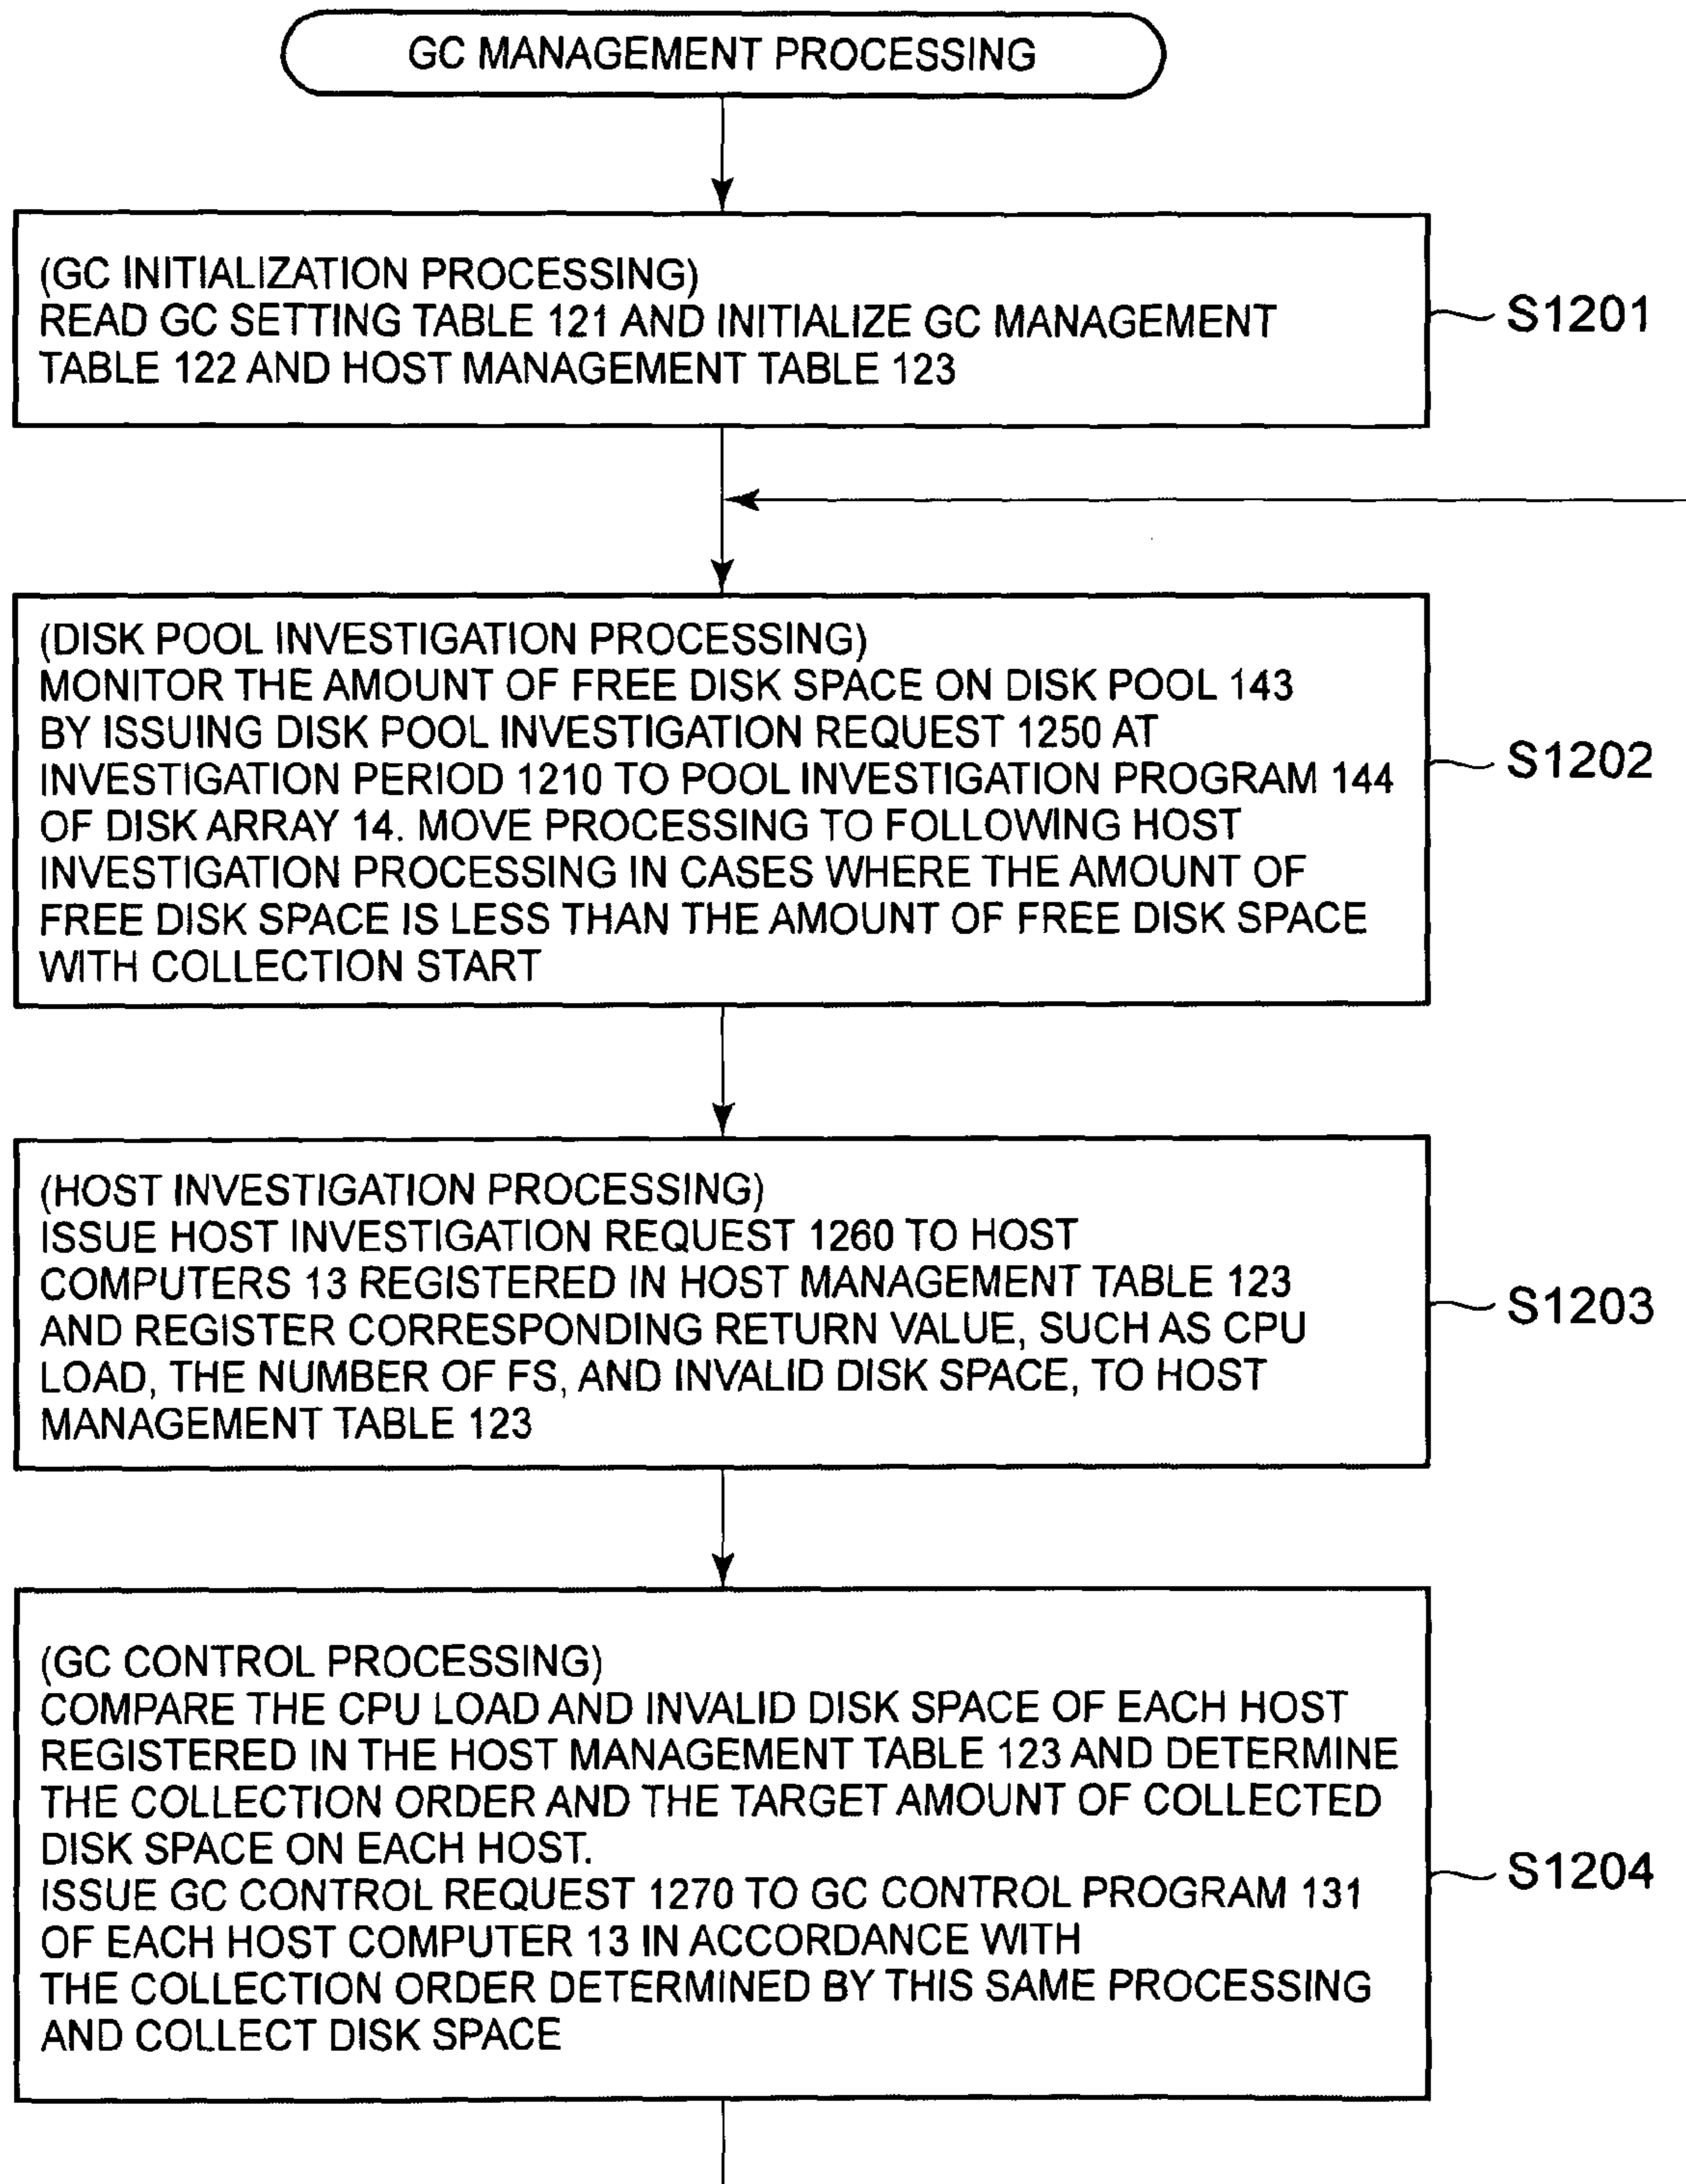 GC MANAGEMENT PROCESSING
(GC INITIALIZATION PROCESSING)
READ GC SETTING TABLE 121 AND INITIALIZE GC MANAGEMENT
TABLE 122 AND HOST MANAGEMENT TABLE 123
S1201
(DISK POOL INVESTIGATION PROCESSING)
MONITOR THE AMOUNT OF FREE DISK SPACE ON DISK POOL 143
BY ISSUING DISK POOL INVESTIGATION REQUEST 1250 AT
INVESTIGATION PERIOD 1210 TO POOL INVESTIGATION PROGRAM 144
OF DISK ARRAY 14. MOVE PROCESSING TO FOLLOWING HOST
INVESTIGATION PROCESSING IN CASES WHERE THE AMOUNT OF
FREE DISK SPACE IS LESS THAN THE AMOUNT OF FREE DISK SPACE
WITH COLLECTION START
S1202
(HOST INVESTIGATION PROCESSING)
ISSUE HOST INVESTIGATION REQUEST 1260 TO HOST
COMPUTERS 13 REGISTERED IN HOST MANAGEMENT TABLE 123
AND REGISTER CORRESPONDING RETURN VALUE, SUCH AS CPU
LOAD, THE NUMBER OF FS, AND INVALID DISK SPACE, TO HOST
MANAGEMENT TABLE 123
S1203
(GC CONTROL PROCESSING)
COMPARE THE CPU LOAD AND INVALID DISK SPACE OF EACH HOST
REGISTERED IN THE HOST MANAGEMENT TABLE 123 AND DETERMINE
THE COLLECTION ORDER AND THE TARGET AMOUNT OF COLLECTED
DISK SPACE ON EACH HOST.
ISSUE GC CONTROL REQUEST 1270 TO GC CONTROL PROGRAM 131
OF EACH HOST COMPUTER 13 IN ACCORDANCE WITH
THE COLLECTION ORDER DETERMINED BY THIS SAME PROCESSING
AND COLLECT DISK SPACE
S1204